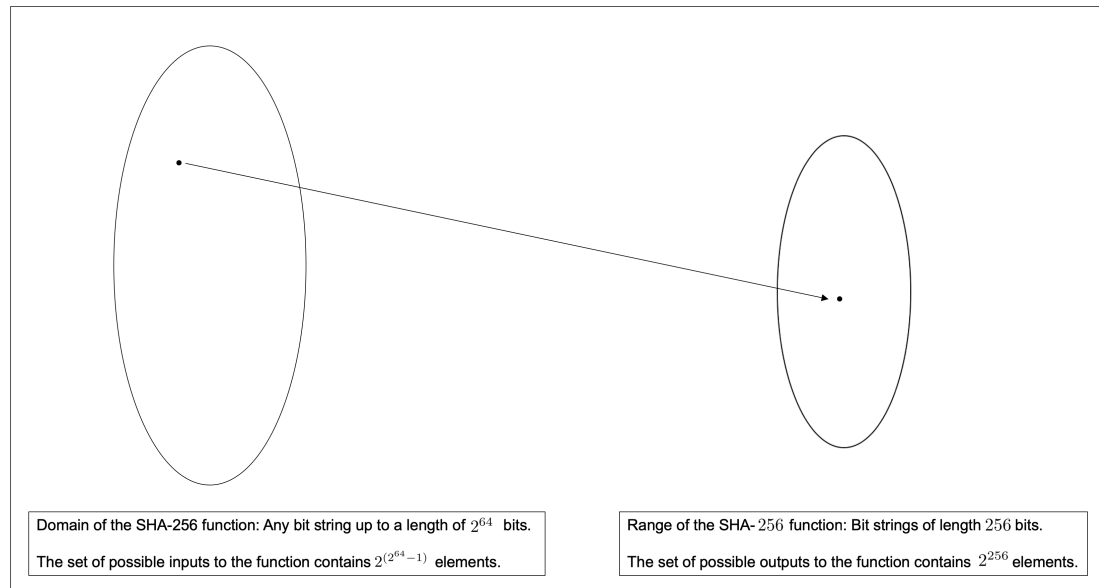 Domain of the SHA-256 function: Any bit string up to a length of 2^64 bits.
The set of possible inputs to the function contains 2^(2^64−1) elements.
Range of the SHA-256 function: Bit strings of length 256 bits.
The set of possible outputs to the function contains 2^256 elements.